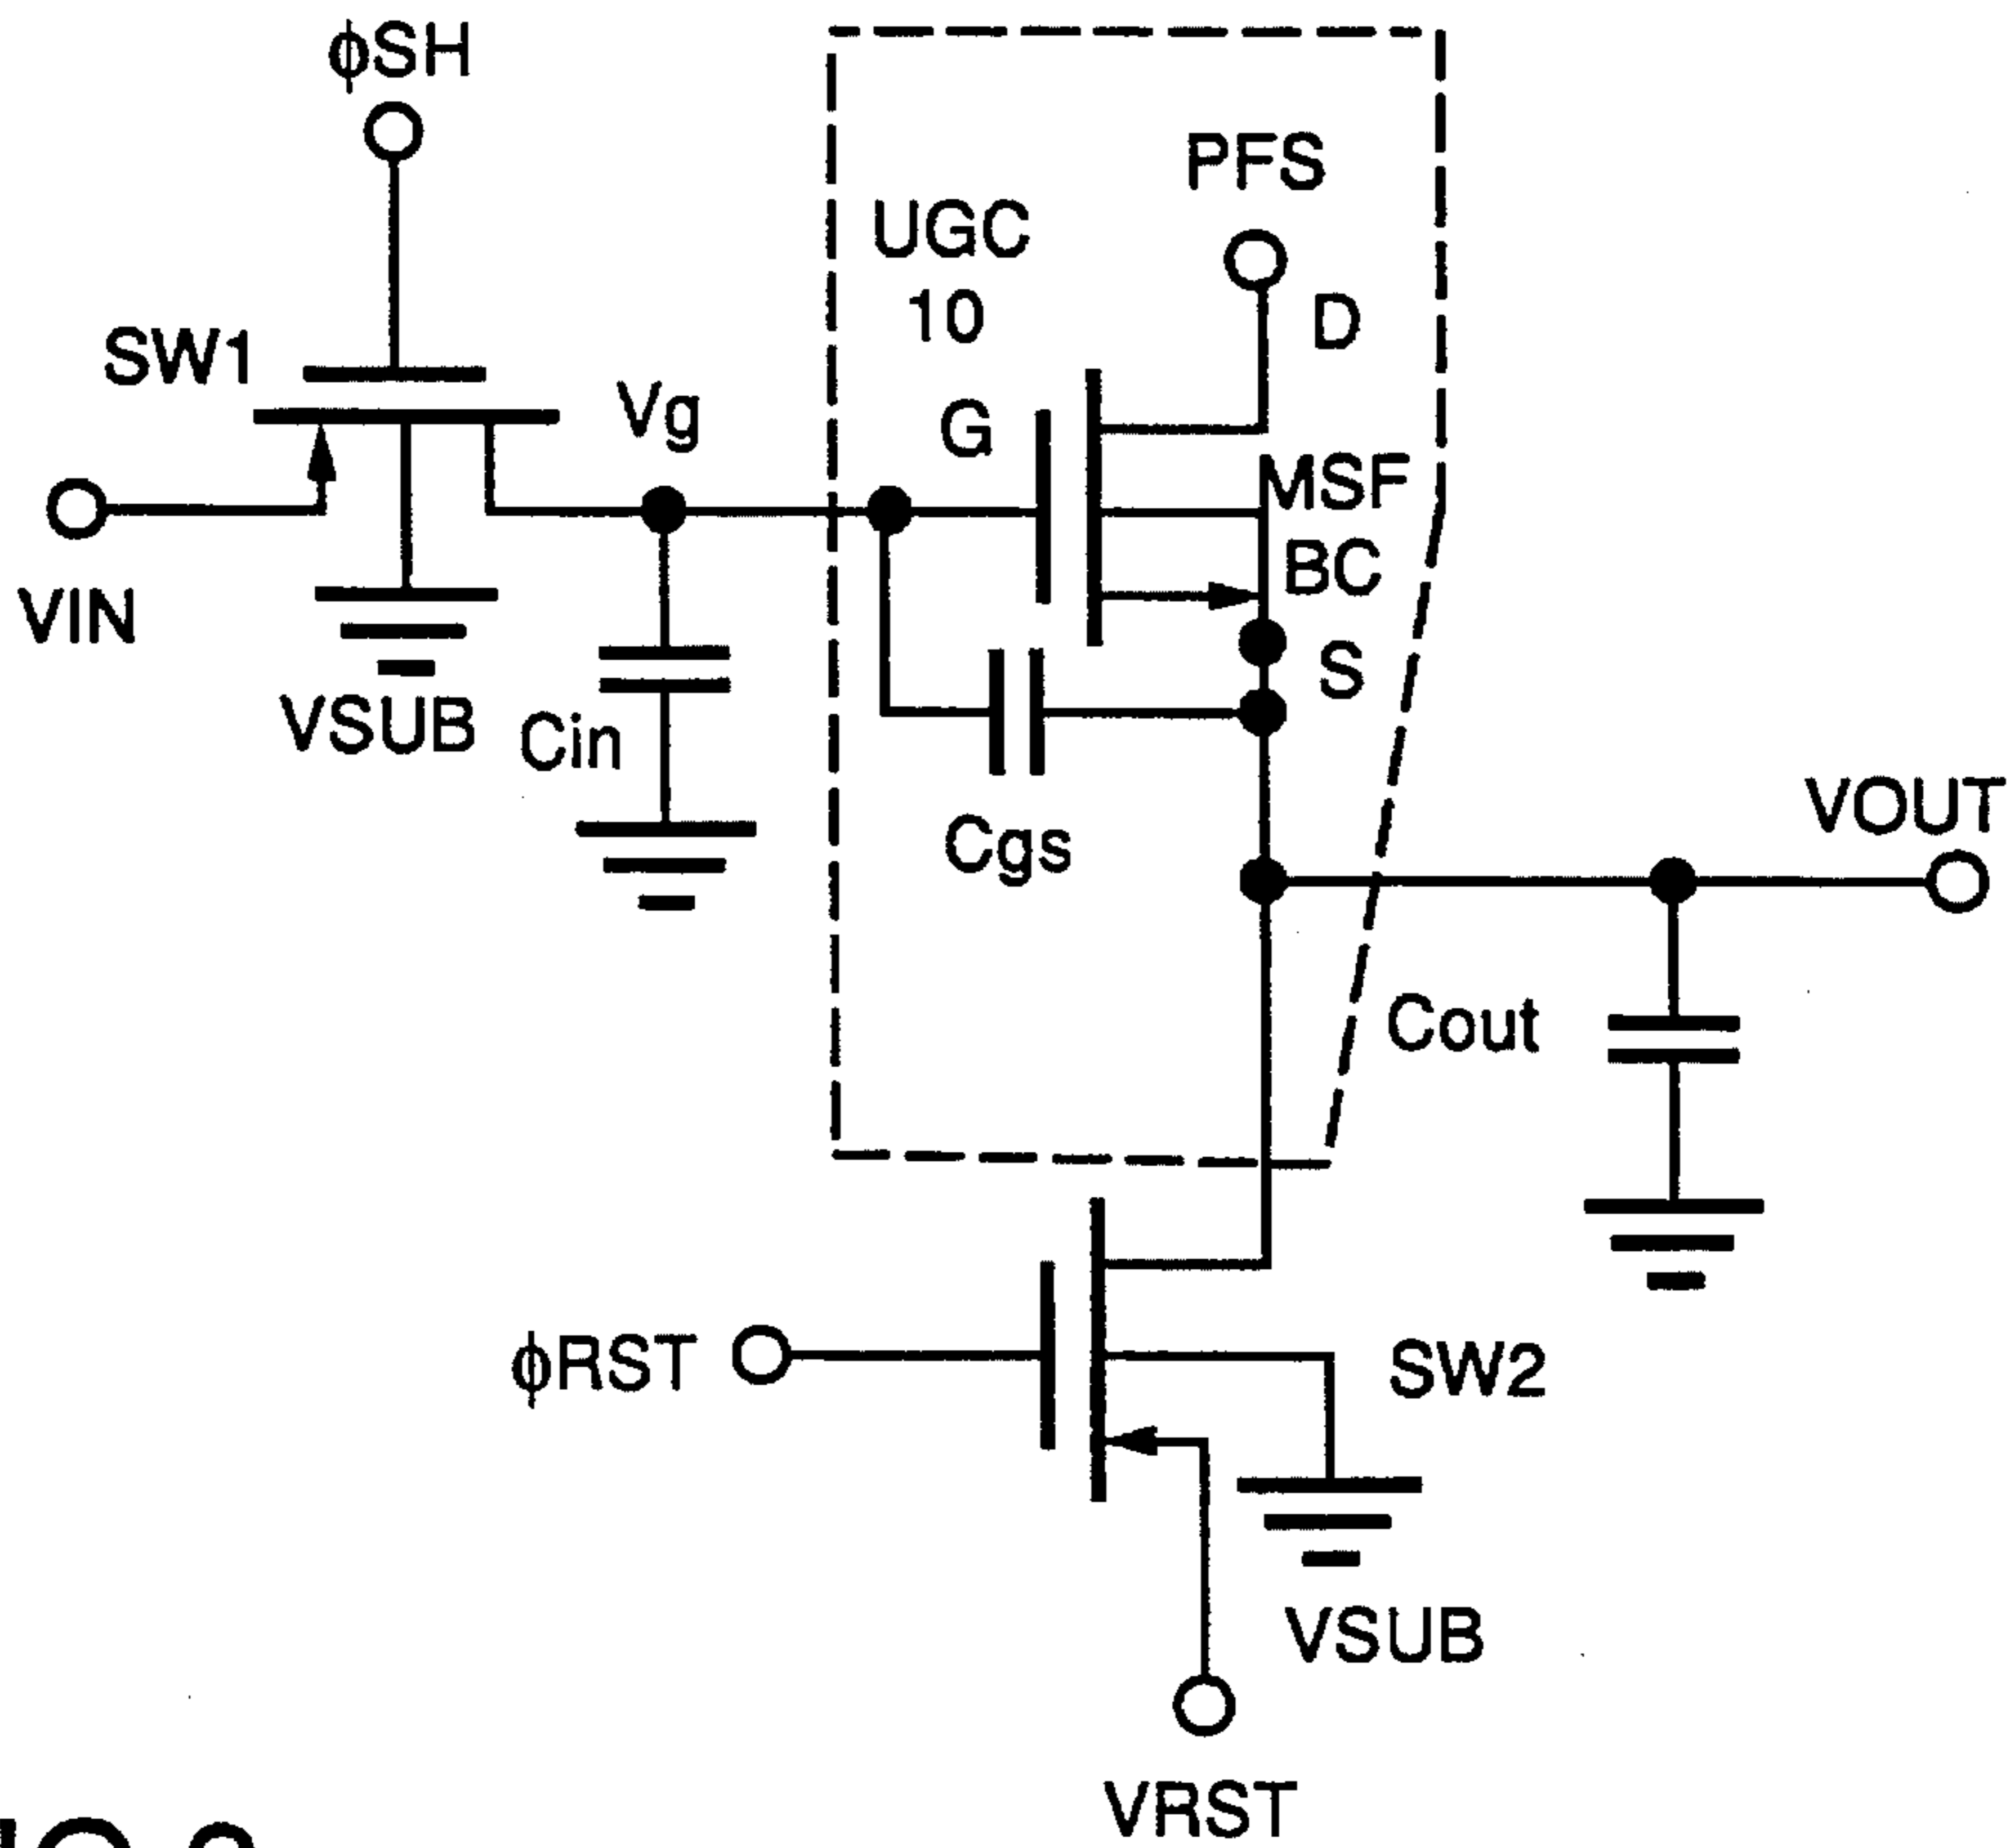 ϕSH
PFS
UGC
10
D
SW1
Vg
G
MSF
BC
VIN
S
VSUB
Cin
Cgs
VOUT
Cout
ϕRST
SW2
VSUB
VRST